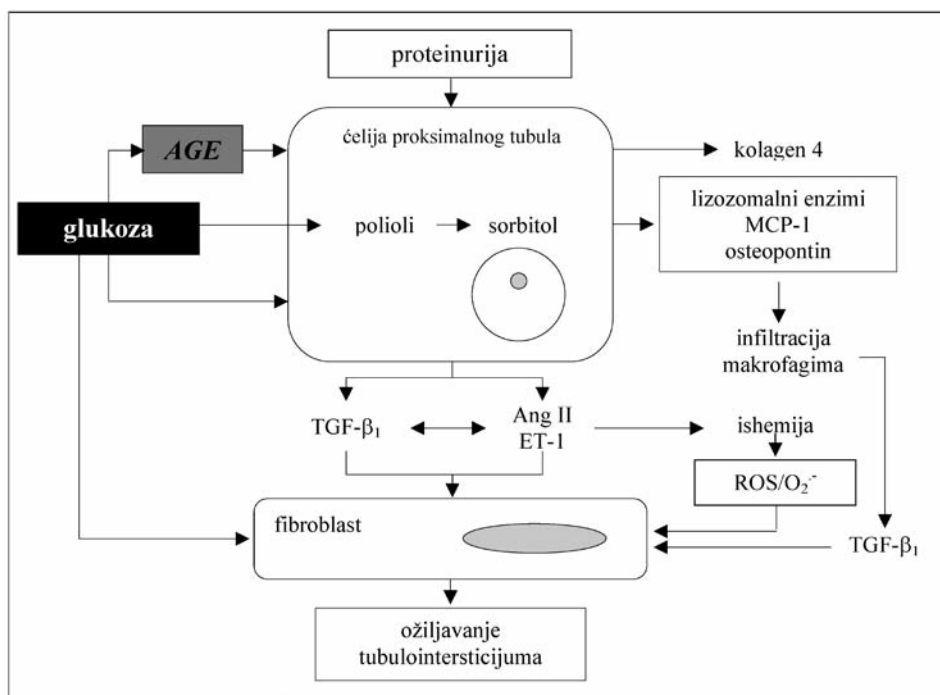 proteinurija
ćelija proksimalnog tubula
AGE
kolagen 4
glukoza
polioli
sorbitol
lizozomalni enzimi
MCP-1
osteopontin
infiltracija
makrofagima
TGF-β₁
Ang II
ET-1
ishemija
ROS/O₂·⁻
fibroblast
TGF-β₁
ožiljavanje
tubulointersticijuma